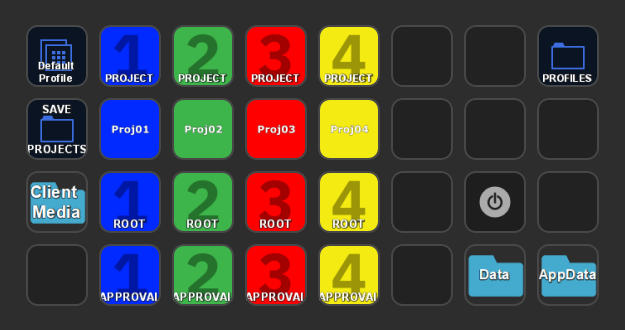 Default
Profile
1
PROJECT
2
PROJECT
3
PROJECT
4
PROJECT
PROFILES
SAVE
PROJECTS
Proj01
Proj02
Proj03
Proj04
Client
Media
1
ROOT
2
ROOT
3
ROOT
4
ROOT
1
APPROVAL
2
APPROVAL
3
APPROVAL
4
APPROVAL
Data
AppData